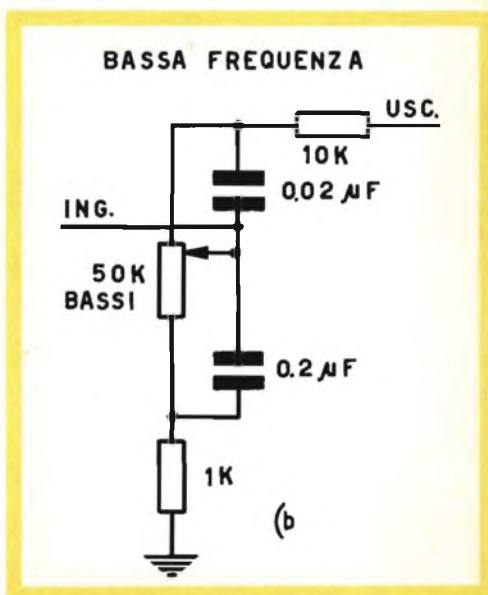 BASSA FREQUENZA
USC.
10K
0.02 µF
ING.
50K
BASSI
0.2 µF
1K
(b